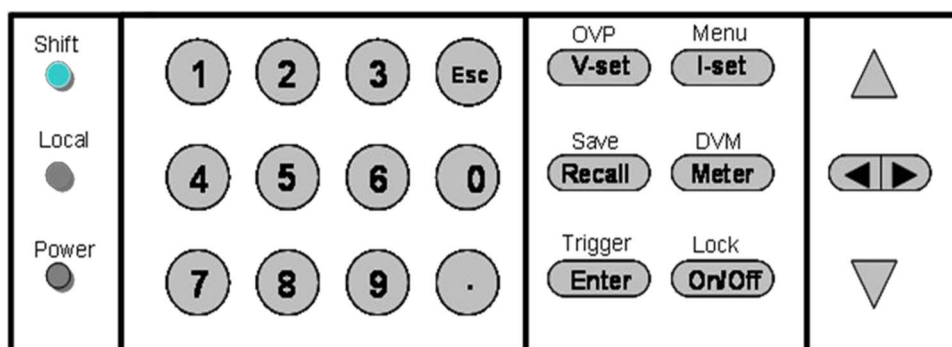 Shift
Local
Power
1 2 3 Esc
4 5 6 0
7 8 9 .
OVP Menu
V-set I-set
Save DVM
Recall Meter
Trigger Lock
Enter On/Off